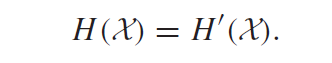 H(𝒳) = H′(𝒳).